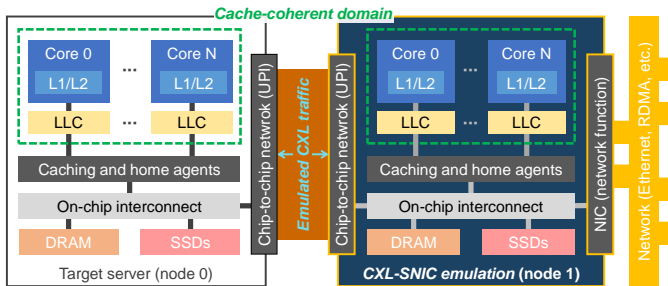 Cache-coherent domain
Core 0
...
Core N
L1/L2
L1/L2
LLC
...
LLC
Caching and home agents
On-chip interconnect
DRAM
SSDs
Target server (node 0)
Chip-to-chip netwrok (UPI)
Emulated CXL traffic
Chip-to-chip netwrok (UPI)
Core 0
...
Core N
L1/L2
L1/L2
LLC
...
LLC
Caching and home agents
On-chip interconnect
DRAM
SSDs
CXL-SNIC emulation (node 1)
NIC (network function)
Network (Ethernet, RDMA, etc.)